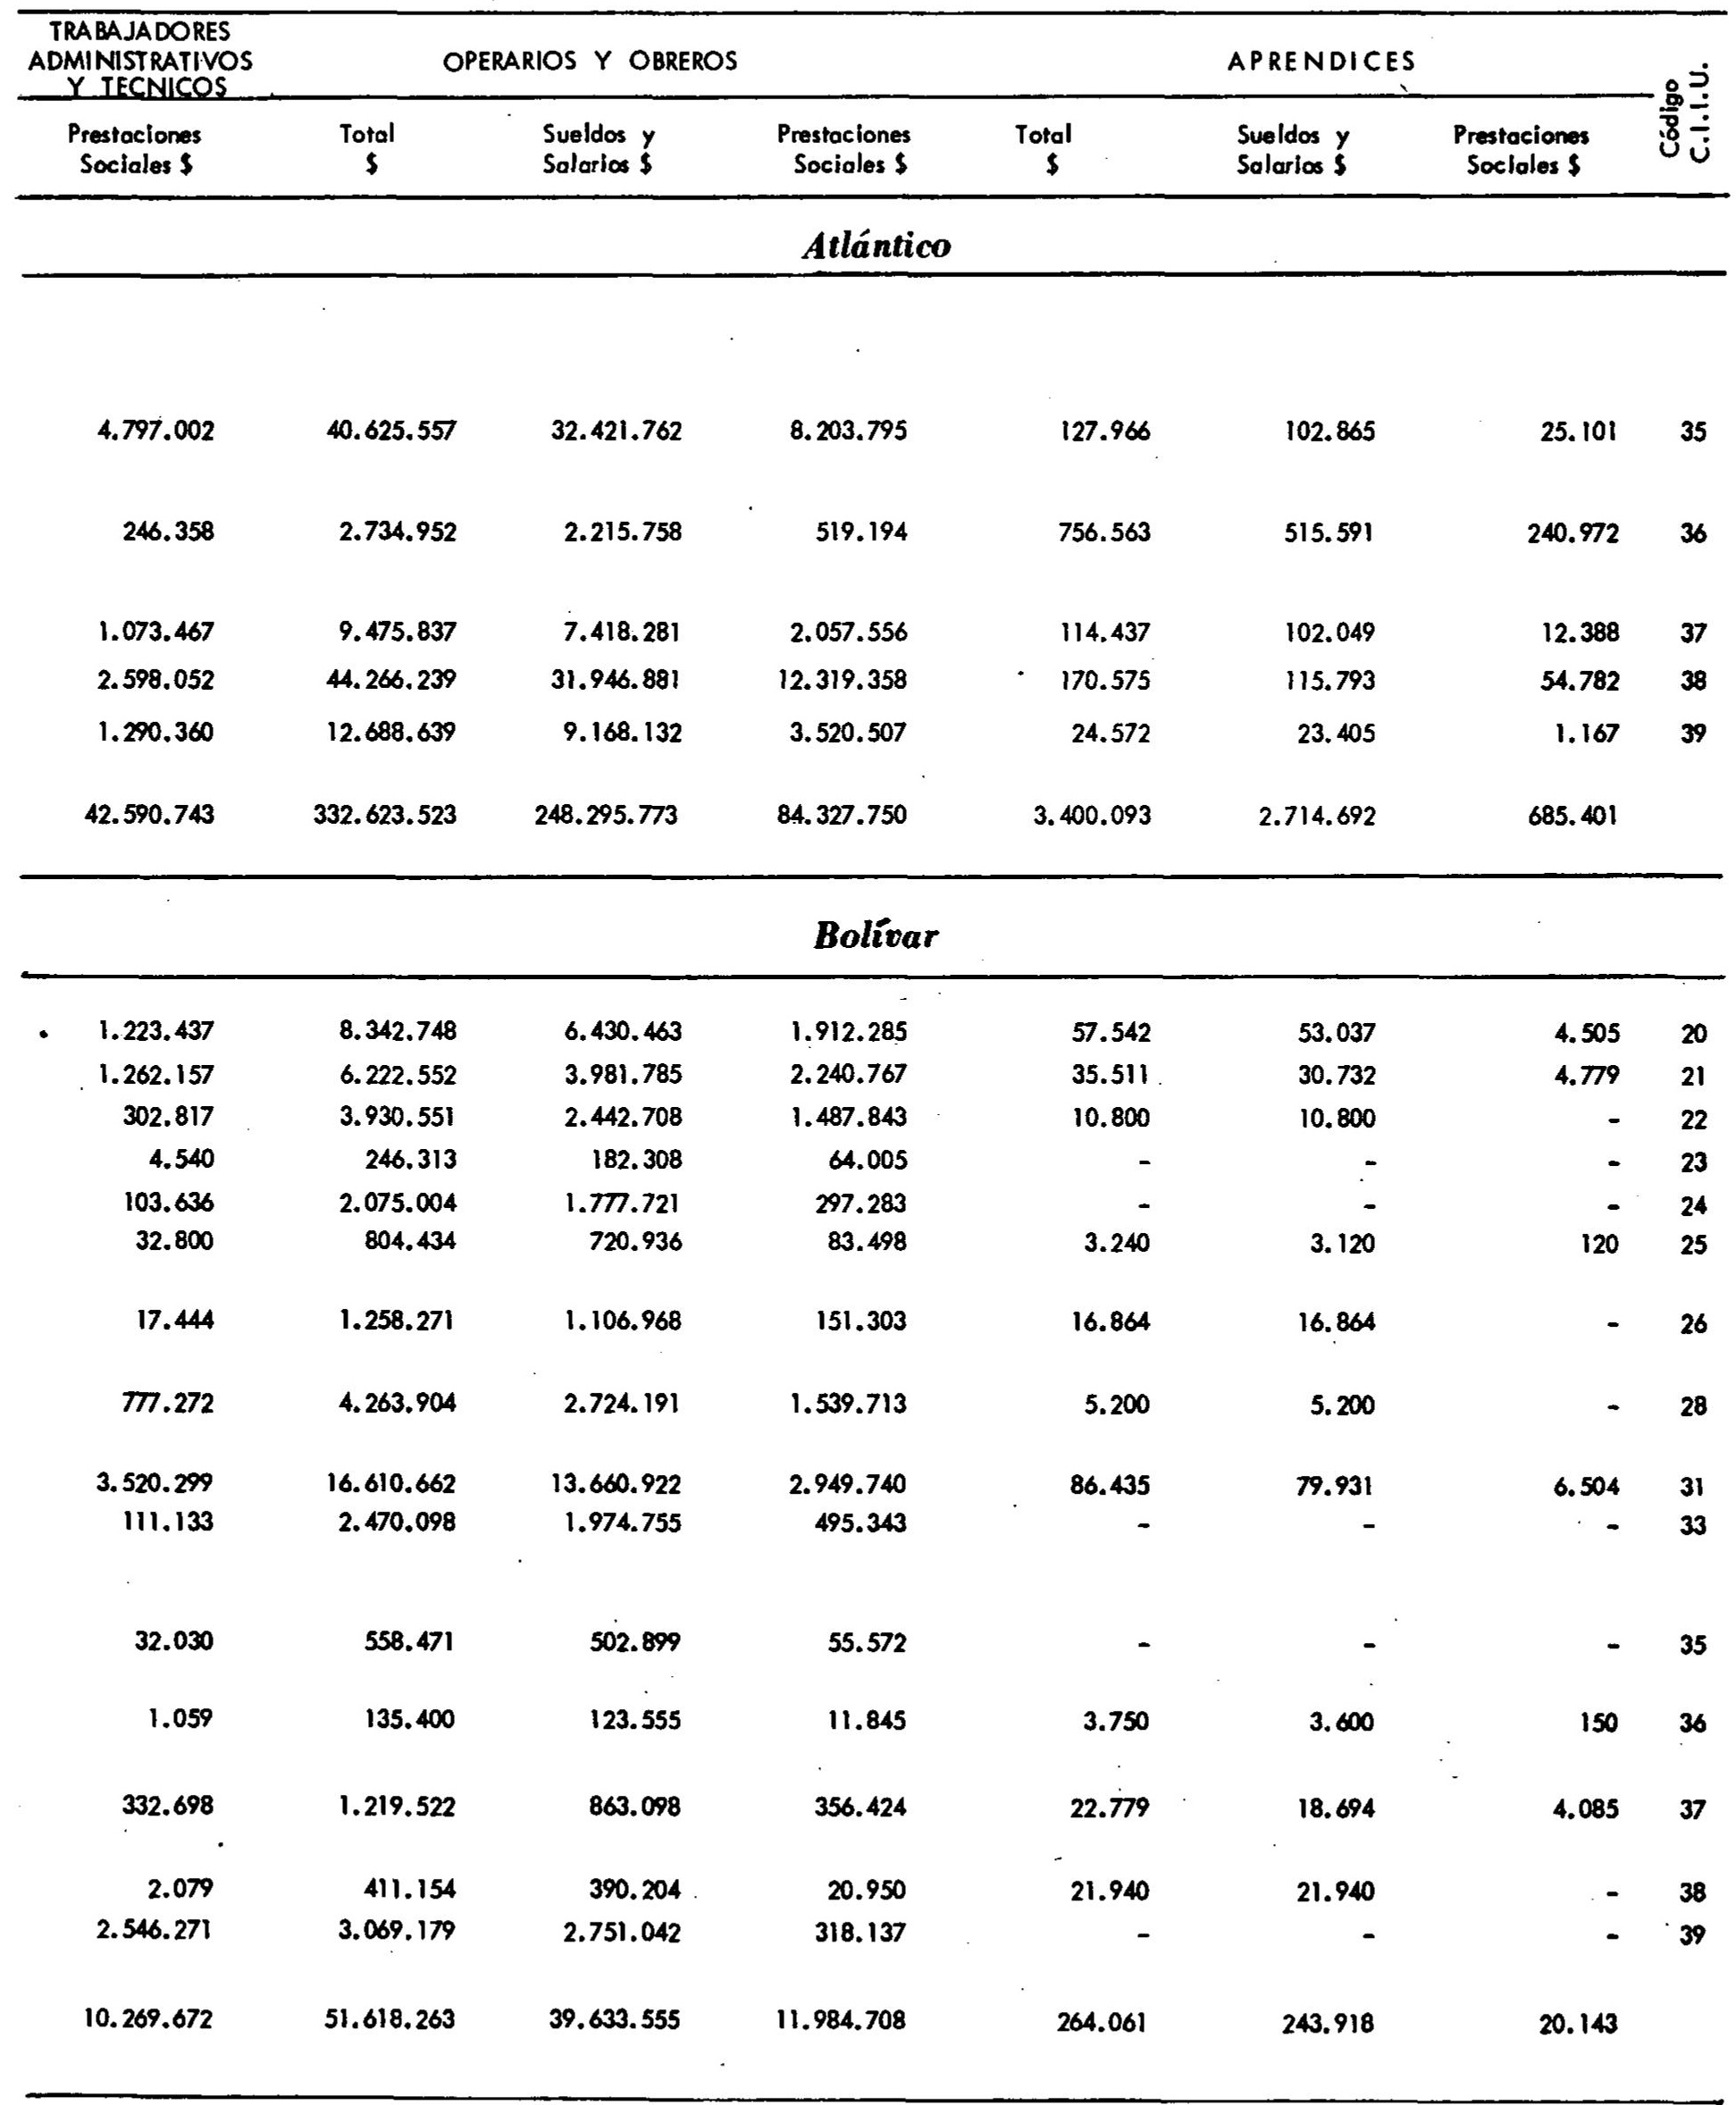 TRABAJADORES
ADMINISTRATIVOS OPERARIOS Y OBREROS APRENDICES
Y TECNICOS
Código C.I.I.U.
Prestaciones Total Sueldos y Prestaciones Total Sueldos y Prestaciones
Sociales $ $ Salarios $ Sociales $ $ Salarios $ Sociales $
Atlántico
4.797.002 40.625.557 32.421.762 8.203.795 127.966 102.865 25.101 35
246.358 2.734.952 2.215.758 519.194 756.563 515.591 240.972 36
1.073.467 9.475.837 7.418.281 2.057.556 114.437 102.049 12.388 37
2.598.052 44.266.239 31.946.881 12.319.358 170.575 115.793 54.782 38
1.290.360 12.688.639 9.168.132 3.520.507 24.572 23.405 1.167 39
42.590.743 332.623.523 248.295.773 84.327.750 3.400.093 2.714.692 685.401
Bolívar
1.223.437 8.342.748 6.430.463 1.912.285 57.542 53.037 4.505 20
1.262.157 6.222.552 3.981.785 2.240.767 35.511 30.732 4.779 21
302.817 3.930.551 2.442.708 1.487.843 10.800 10.800 - 22
4.540 246.313 182.308 64.005 - - - 23
103.636 2.075.004 1.777.721 297.283 - - - 24
32.800 804.434 720.936 83.498 3.240 3.120 120 25
17.444 1.258.271 1.106.968 151.303 16.864 16.864 - 26
777.272 4.263.904 2.724.191 1.539.713 5.200 5.200 - 28
3.520.299 16.610.662 13.660.922 2.949.740 86.435 79.931 6.504 31
111.133 2.470.098 1.974.755 495.343 - - - 33
32.030 558.471 502.899 55.572 - - - 35
1.059 135.400 123.555 11.845 3.750 3.600 150 36
332.698 1.219.522 863.098 356.424 22.779 18.694 4.085 37
2.079 411.154 390.204 20.950 21.940 21.940 - 38
2.546.271 3.069.179 2.751.042 318.137 - - - 39
10.269.672 51.618.263 39.633.555 11.984.708 264.061 243.918 20.143